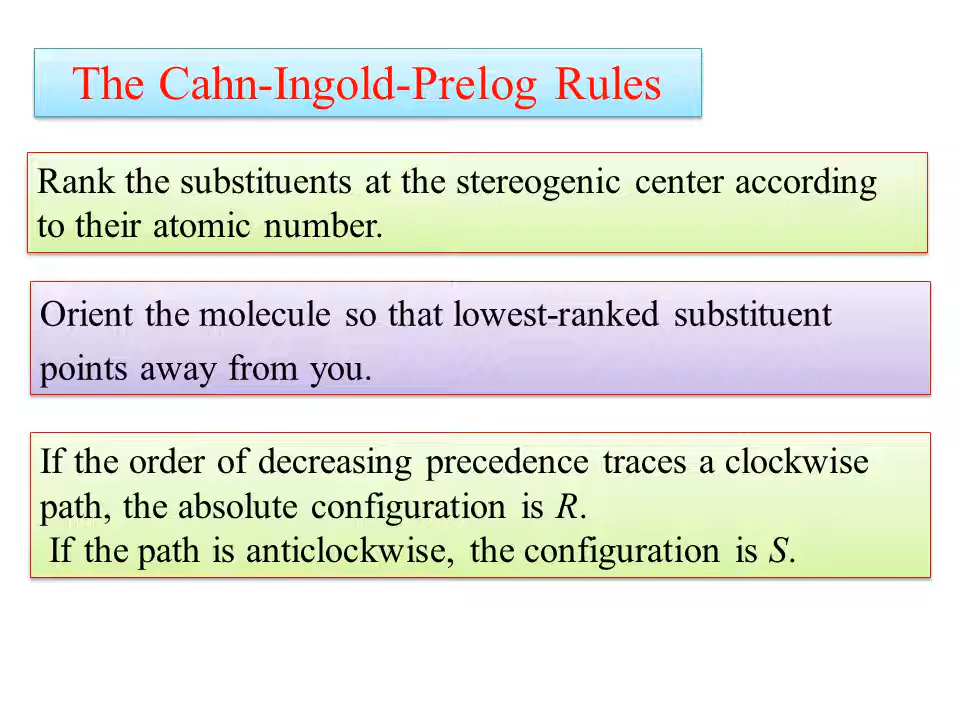 The Cahn-Ingold-Prelog Rules
Rank the substituents at the stereogenic center according
to their atomic number.
Orient the molecule so that lowest-ranked substituent
points away from you.
If the order of decreasing precedence traces a clockwise
path, the absolute configuration is R.
If the path is anticlockwise, the configuration is S.